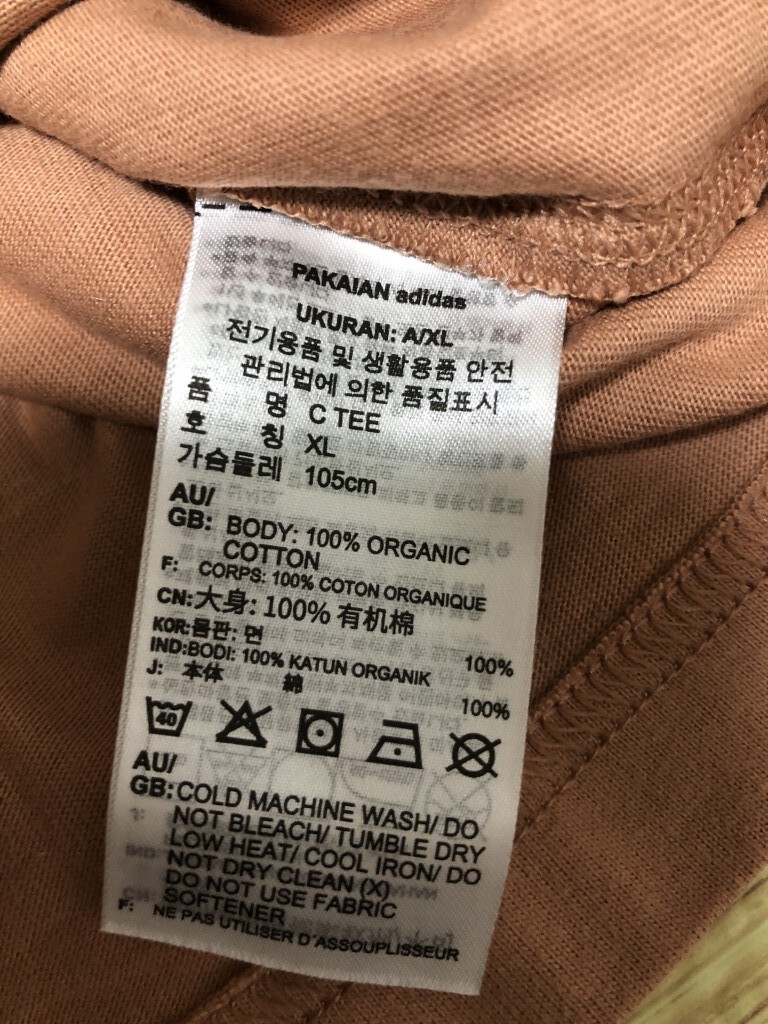 PAKAIAN adidas
UKURAN: A/XL
전기용품 및 생활용품 안전
관리법에 의한 품질표시
품 명 C TEE
호 칭 XL
가슴둘레 105cm
AU/
GB: BODY: 100% ORGANIC
COTTON
F: CORPS: 100% COTON ORGANIQUE
CN:大身: 100% 有机棉
KOR:몸판: 면 100%
IND:BODI: 100% KATUN ORGANIK
J: 本体 綿 100%
40
AU/
GB:COLD MACHINE WASH/ DO
NOT BLEACH/ TUMBLE DRY
LOW HEAT/ COOL IRON/ DO
NOT DRY CLEAN (X)
DO NOT USE FABRIC
SOFTENER
F: NE PAS UTILISER D'ASSOUPLISSEUR